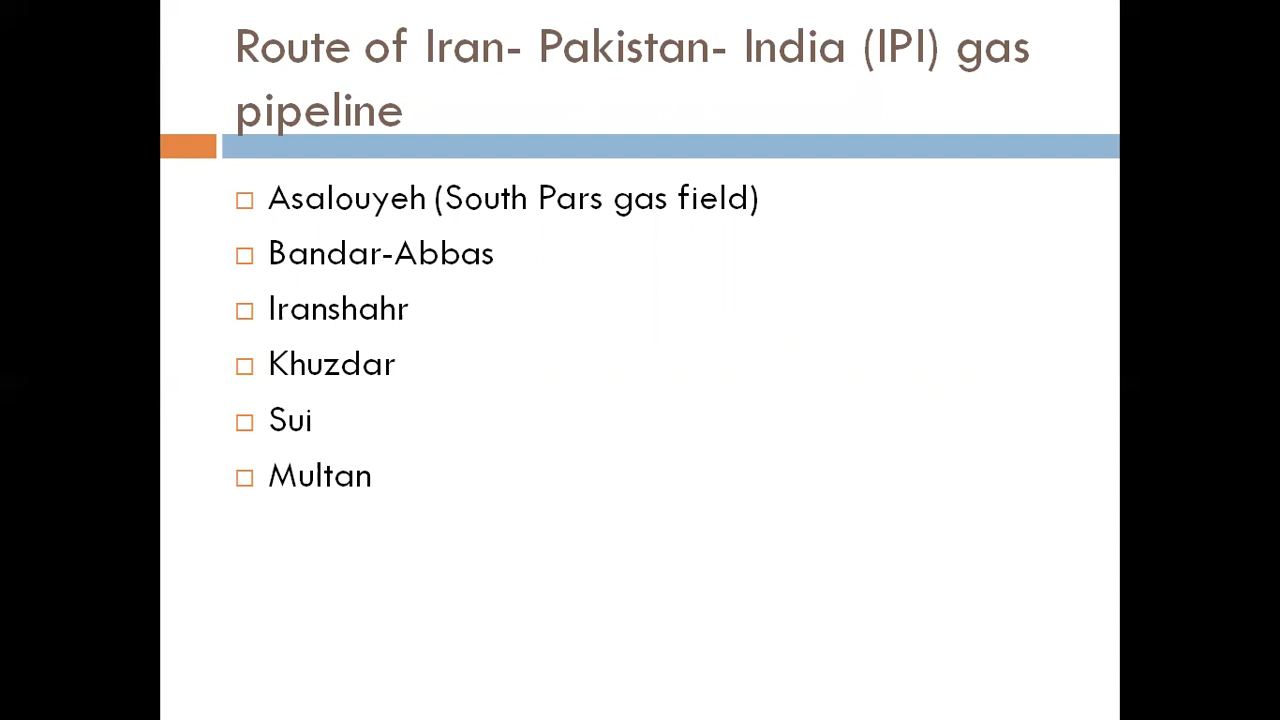 Route of Iran- Pakistan- India (IPI) gas
pipeline
Asalouyeh (South Pars gas field)
Bandar-Abbas
Iranshahr
Khuzdar
Sui
Multan